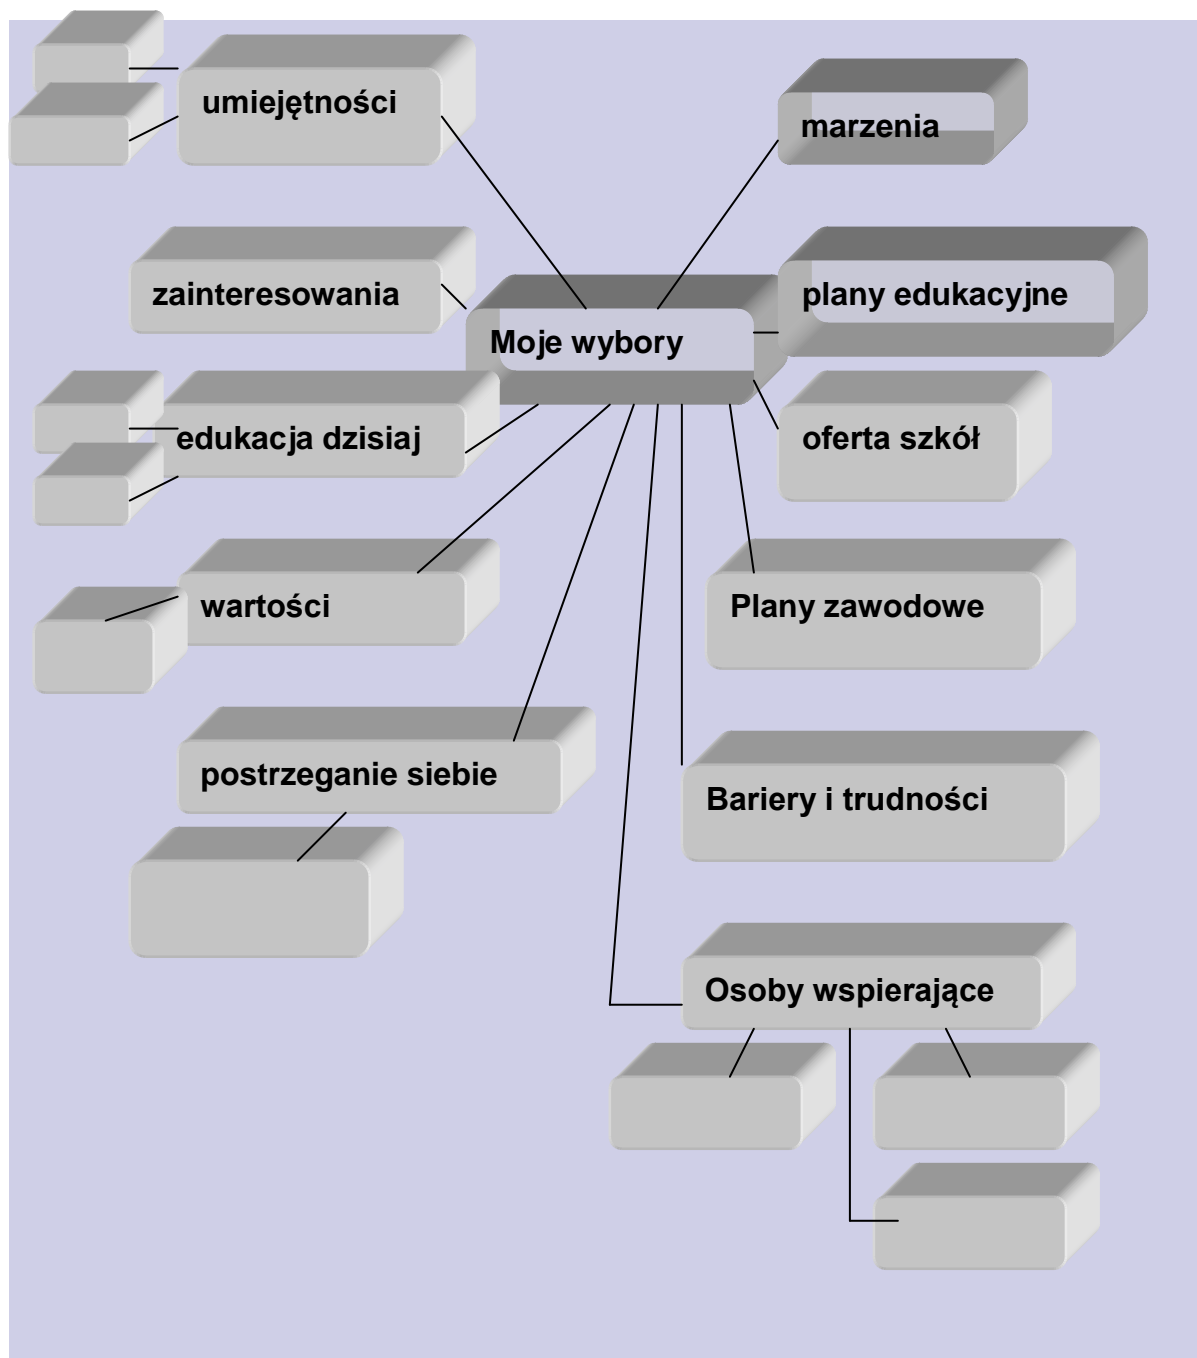 umiejętności
marzenia
zainteresowania
plany edukacyjne
Moje wybory
edukacja dzisiaj
oferta szkół
wartości
Plany zawodowe
postrzeganie siebie
Bariery i trudności
Osoby wspierające